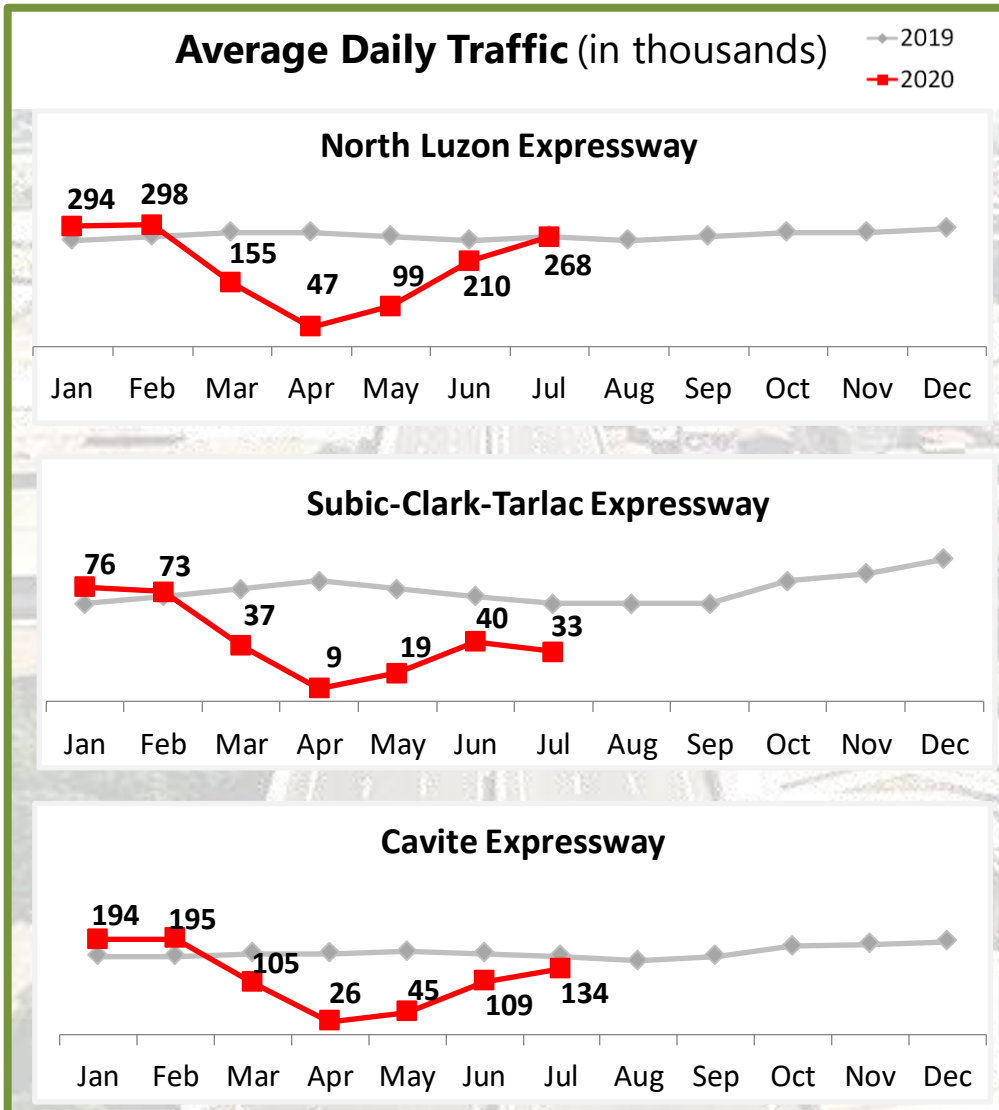 Average Daily Traffic (in thousands)
2019
2020
North Luzon Expressway
294 298 155 47 99 210 268
Jan Feb Mar Apr May Jun Jul Aug Sep Oct Nov Dec
Subic-Clark-Tarlac Expressway
76 73 37 9 19 40 33
Jan Feb Mar Apr May Jun Jul Aug Sep Oct Nov Dec
Cavite Expressway
194 195 105 26 45 109 134
Jan Feb Mar Apr May Jun Jul Aug Sep Oct Nov Dec